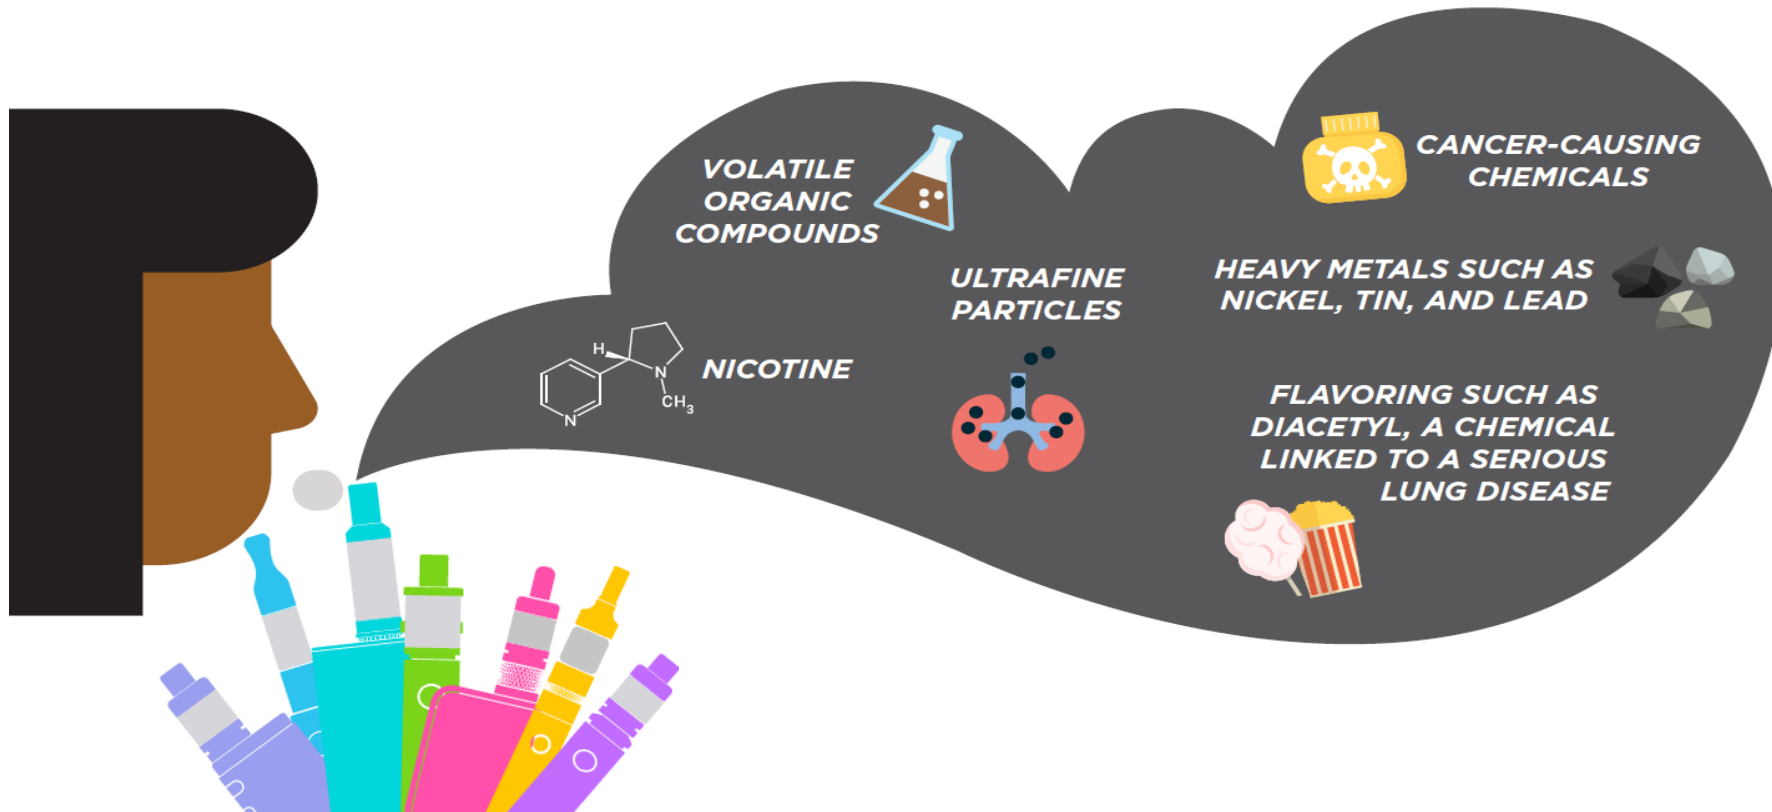 VOLATILE
ORGANIC
COMPOUNDS
NICOTINE
H
N
CH3
N
ULTRAFINE
PARTICLES
CANCER-CAUSING
CHEMICALS
HEAVY METALS SUCH AS
NICKEL, TIN, AND LEAD
FLAVORING SUCH AS
DIACETYL, A CHEMICAL
LINKED TO A SERIOUS
LUNG DISEASE